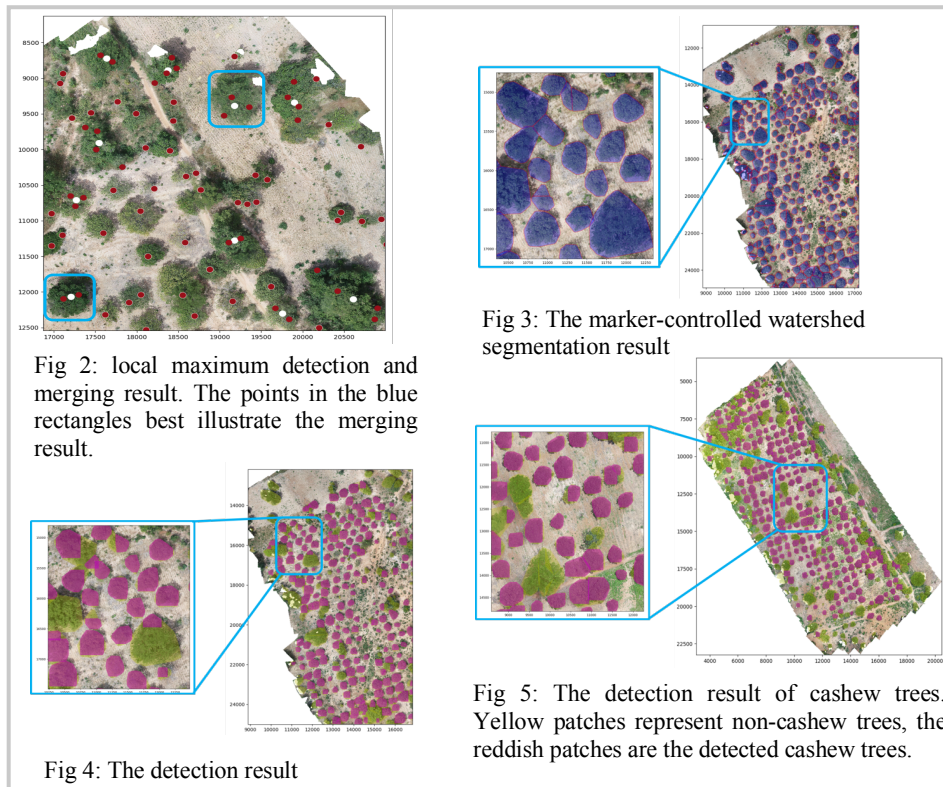 8500
9000
9500
10000
10500
11000
11500
12000
12500
17000 17500 18000 18500 19000 19500 20000 20500
Fig 2: local maximum detection and
merging result. The points in the blue
rectangles best illustrate the merging
result.
12000
14000
16000
18000
20000
22000
24000
9000 10000 11000 12000 13000 14000 15000 16000 17000
Fig 3: The marker-controlled watershed
segmentation result
14000
16000
18000
20000
22000
24000
9000 10000 11000 12000 13000 14000 15000 16000
Fig 4: The detection result
5000
7500
10000
12500
15000
17500
20000
22500
4000 6000 8000 10000 12000 14000 16000 18000 20000
Fig 5: The detection result of cashew trees.
Yellow patches represent non-cashew trees, the
reddish patches are the detected cashew trees.